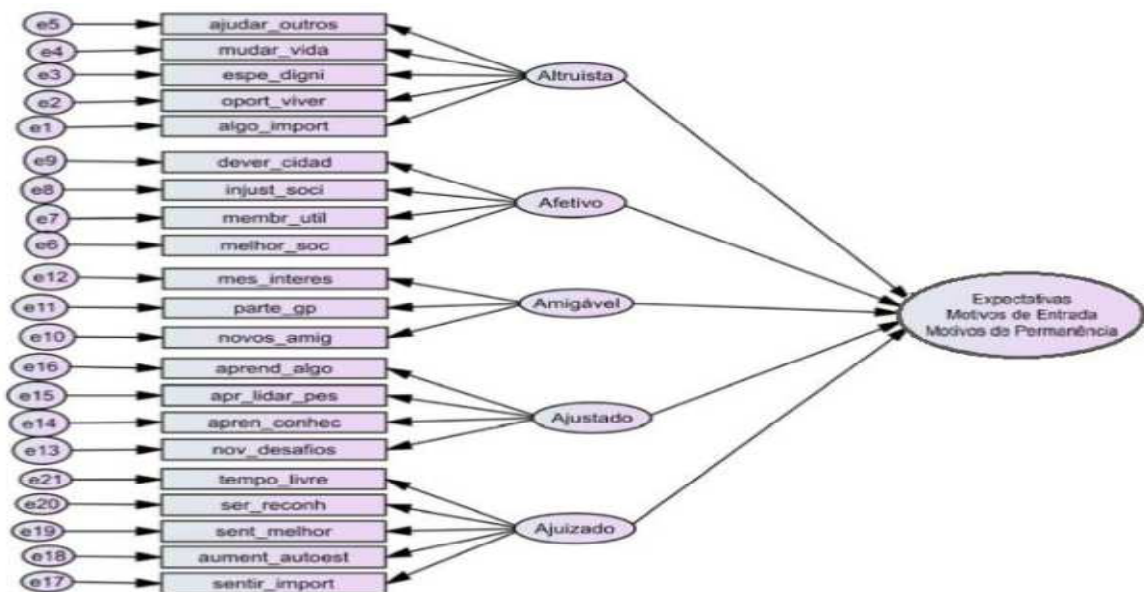 e5 ajudar_outros
e4 mudar_vida
e3 espe_digni
e2 oport_viver
e1 algo_import
Altruista
e9 dever_cidad
e8 injust_soci
e7 membr_util
e6 melhor_soc
Afetivo
e12 mes_interes
e11 parte_gp
e10 novos_amig
Amigável
e16 aprend_algo
e15 apr_lidar_pes
e14 apren_conhec
e13 nov_desafios
Ajustado
e21 tempo_livre
e20 ser_reconh
e19 sent_melhor
e18 aument_autoest
e17 sentir_import
Ajuizado
Expectativas
Motivos de Entrada
Motivos de Permanência